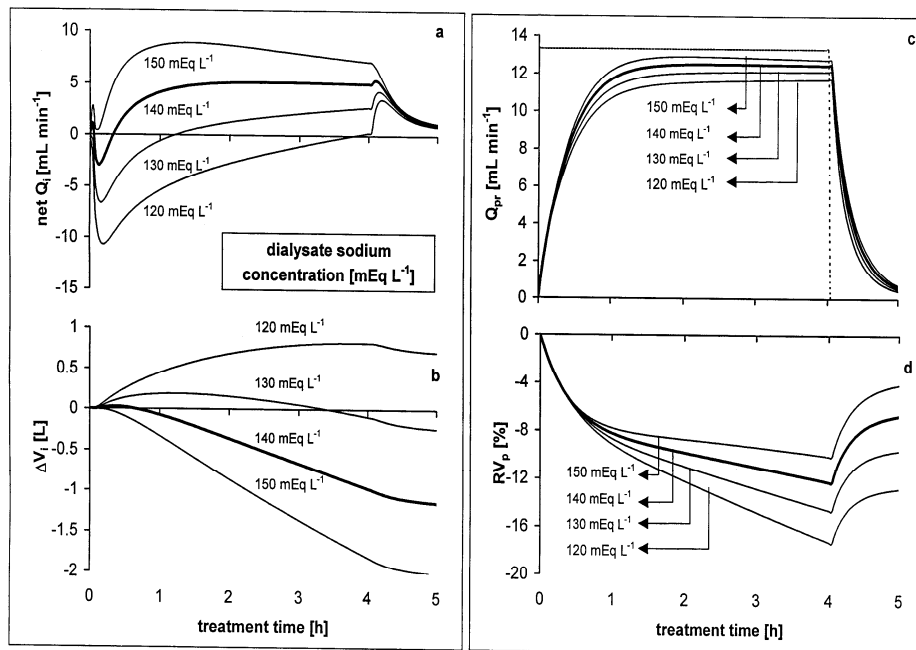 a
net Qi [mL min-1]
10
5
0
-5
-10
-15
150 mEq L-1
140 mEq L-1
130 mEq L-1
120 mEq L-1
dialysate sodium
concentration [mEq L-1]
b
ΔVi [L]
1
0.5
0
-0.5
-1
-1.5
-2
120 mEq L-1
130 mEq L-1
140 mEq L-1
150 mEq L-1
0 1 2 3 4 5
treatment time [h]
c
Qpr [mL min-1]
14
12
10
8
6
4
2
0
150 mEq L-1
140 mEq L-1
130 mEq L-1
120 mEq L-1
d
RVp [%]
0
-4
-8
-12
-16
-20
150 mEq L-1
140 mEq L-1
130 mEq L-1
120 mEq L-1
0 1 2 3 4 5
treatment time [h]